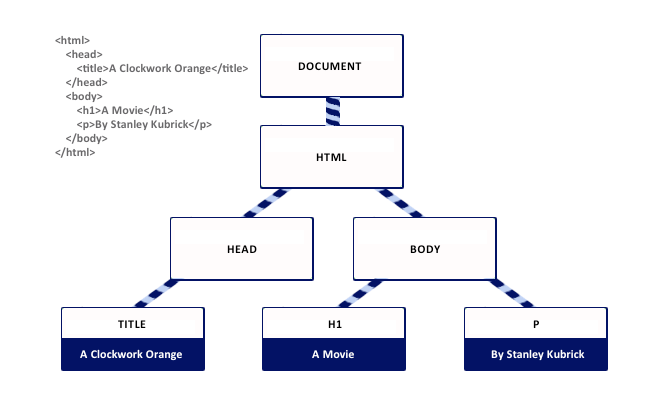 <html>
<head>
<title>A Clockwork Orange</title>
</head>
<body>
<h1>A Movie</h1>
<p>By Stanley Kubrick</p>
</body>
</html>
DOCUMENT
HTML
HEAD
BODY
TITLE
A Clockwork Orange
H1
A Movie
P
By Stanley Kubrick